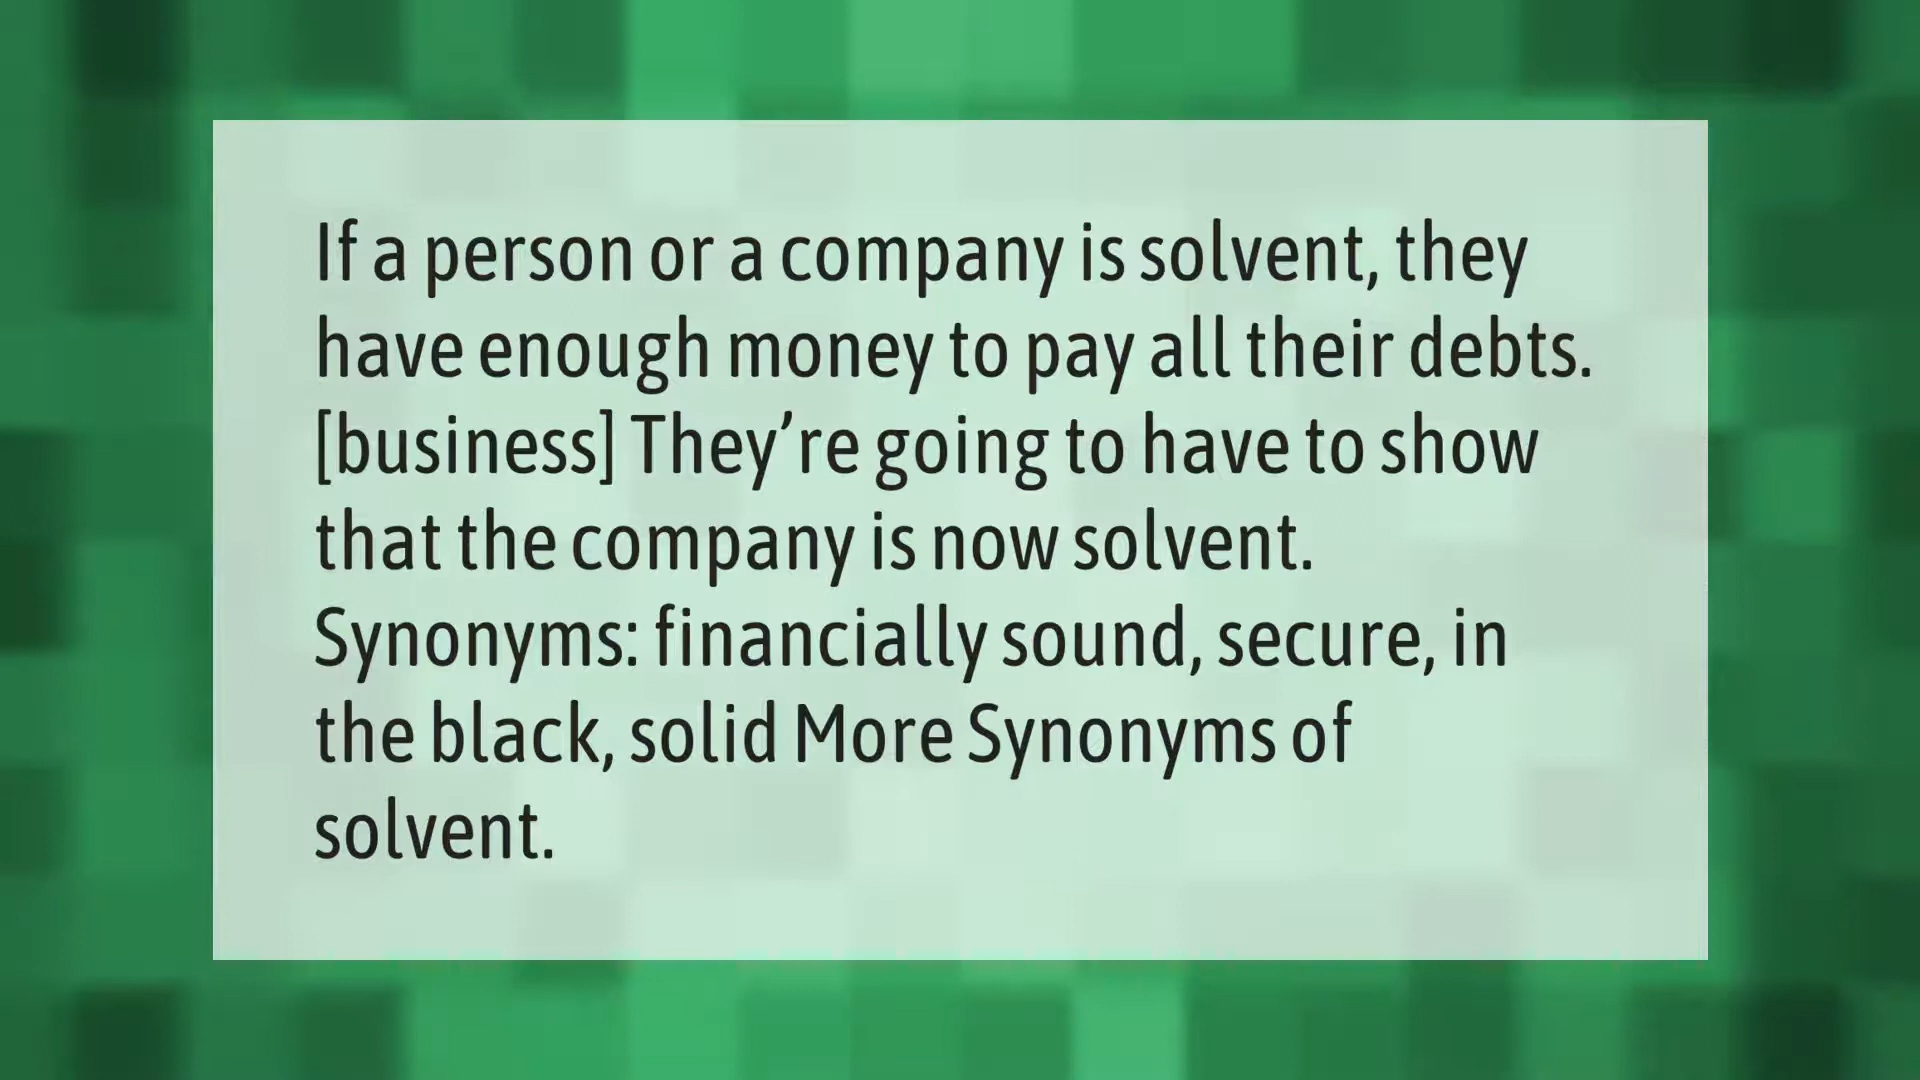 If a person or a company is solvent, they
have enough money to pay all their debts.
[business] They’re going to have to show
that the company is now solvent.
Synonyms: financially sound, secure, in
the black, solid More Synonyms of
solvent.